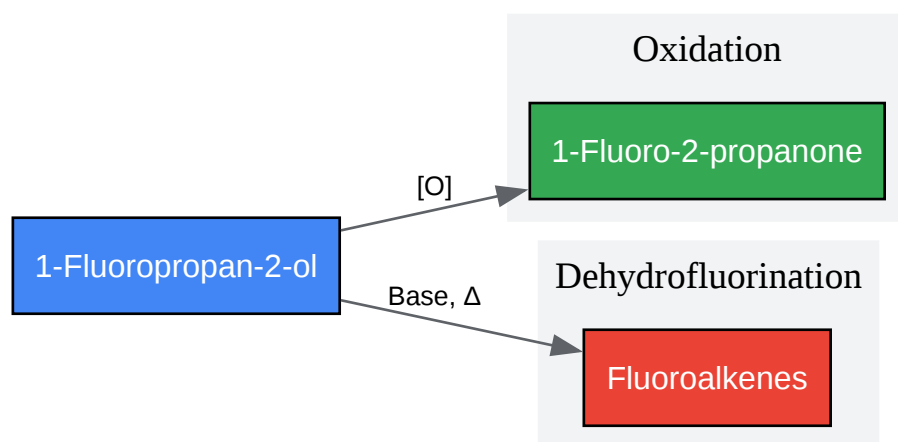 Oxidation
1-Fluoro-2-propanone
[O]
1-Fluoropropan-2-ol
Base, Δ
Dehydrofluorination
Fluoroalkenes